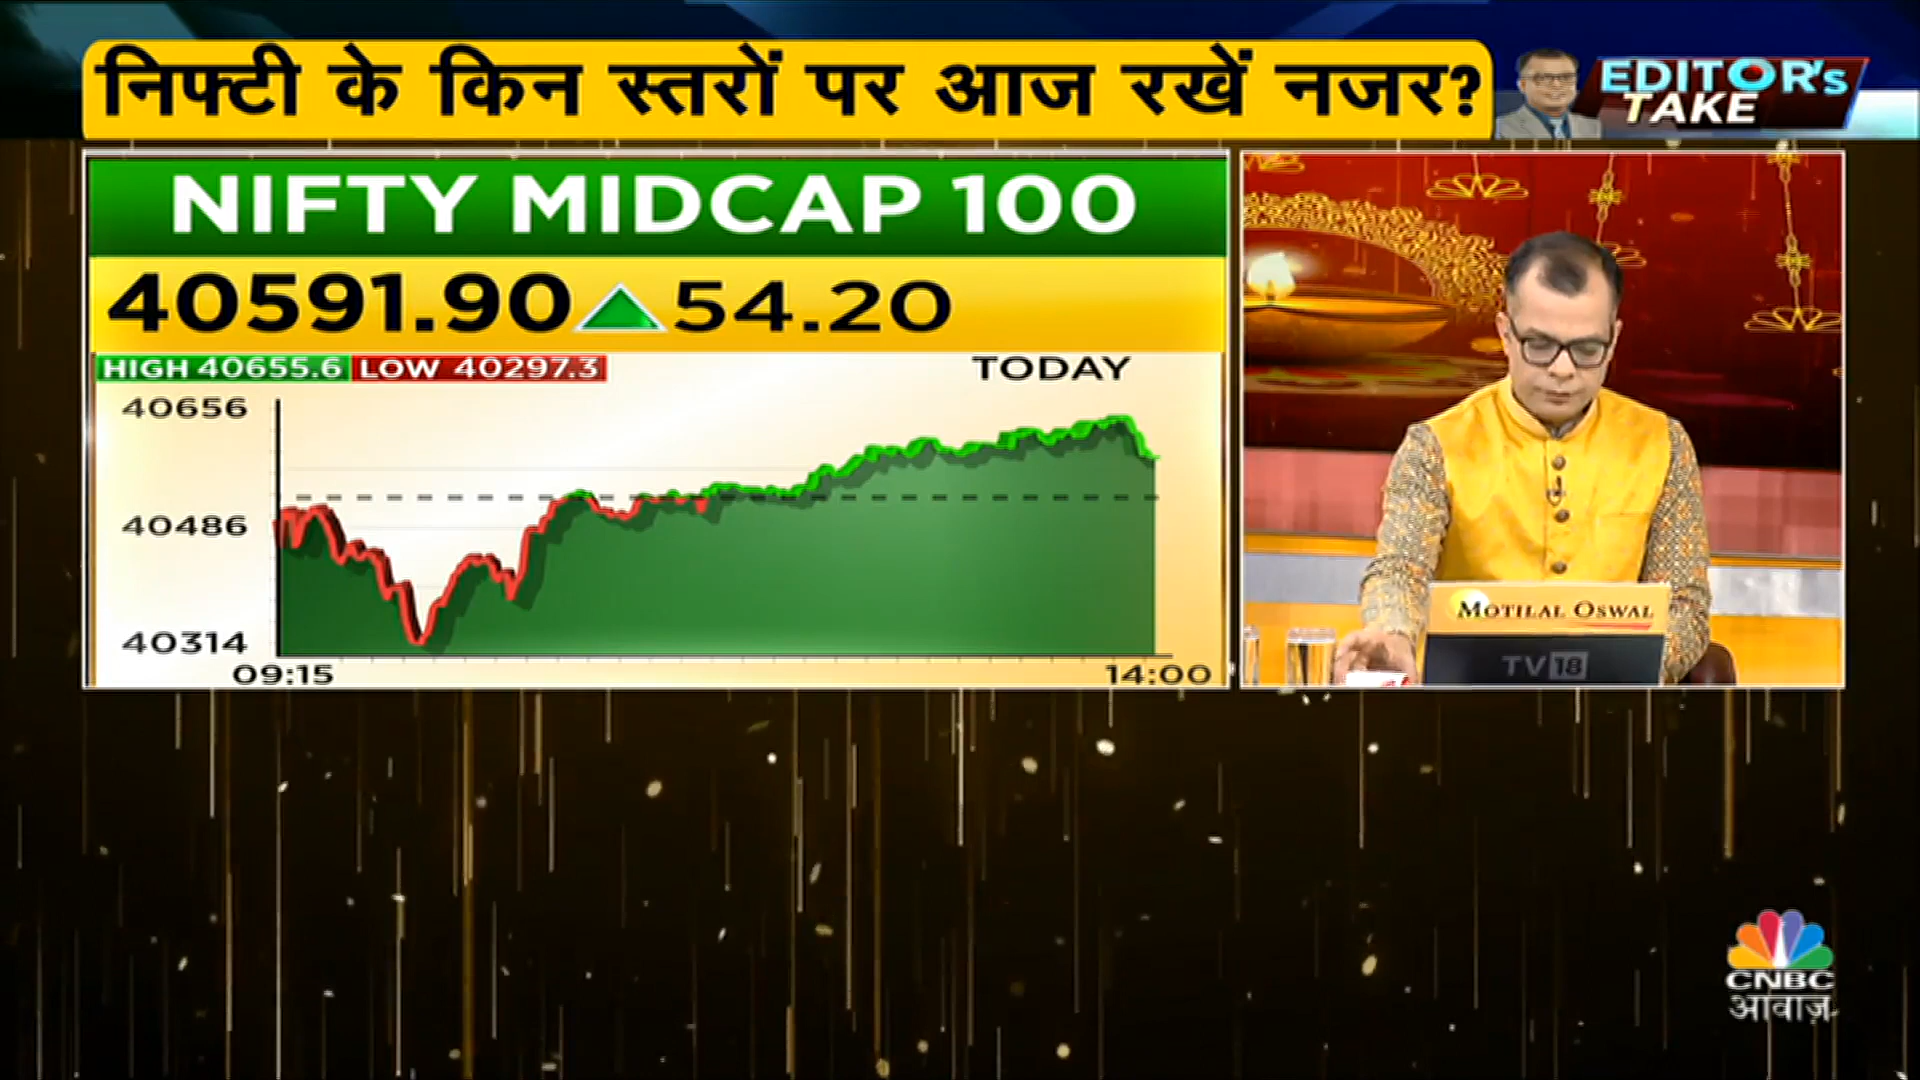 निफ्टी के किन स्तरों पर आज रखें नजर?
EDITOR's
TAKE
NIFTY MIDCAP 100
40591.90 54.20
HIGH 40655.6 LOW 40297.3
TODAY
40656
40486
40314
09:15 14:00
MOTILAL OSWAL
TV18
CNBC
आवाज़